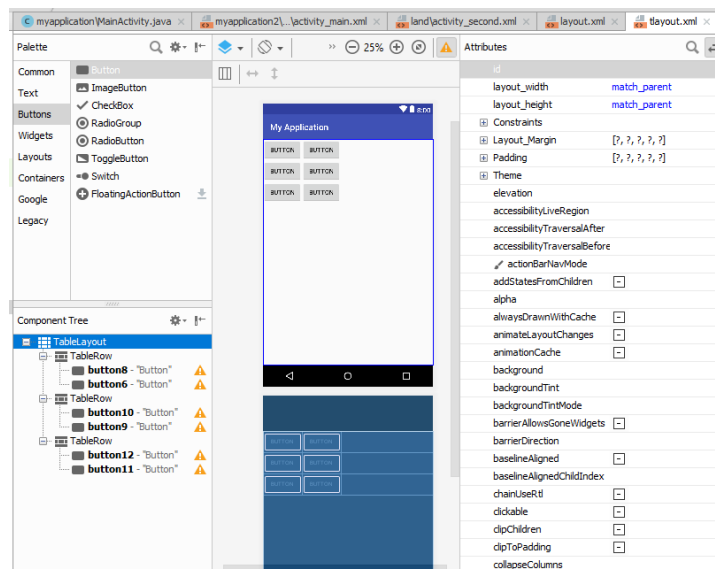 myapplication\MainActivity.java
myapplication2\...\activity_main.xml
land\activity_second.xml
layout.xml
tlayout.xml
Palette
25%
Attributes
Common
Text
Buttons
Widgets
Layouts
Containers
Google
Legacy
Button
ImageButton
CheckBox
RadioGroup
RadioButton
ToggleButton
Switch
FloatingActionButton
Component Tree
TableLayout
TableRow
button8 - "Button"
button6 - "Button"
TableRow
button10 - "Button"
button9 - "Button"
TableRow
button12 - "Button"
button11 - "Button"
8:00
My Application
BUTTON BUTTON
BUTTON BUTTON
BUTTON BUTTON
BUTTON BUTTON
BUTTON BUTTON
BUTTON BUTTON
id
layout_width match_parent
layout_height match_parent
Constraints
Layout_Margin [?, ?, ?, ?, ?]
Padding [?, ?, ?, ?, ?]
Theme
elevation
accessibilityLiveRegion
accessibilityTraversalAfter
accessibilityTraversalBefore
actionBarNavMode
addStatesFromChildren
alpha
alwaysDrawnWithCache
animateLayoutChanges
animationCache
background
backgroundTint
backgroundTintMode
barrierAllowsGoneWidgets
barrierDirection
baselineAligned
baselineAlignedChildIndex
chainUseRtl
clickable
clipChildren
clipToPadding
collapseColumns